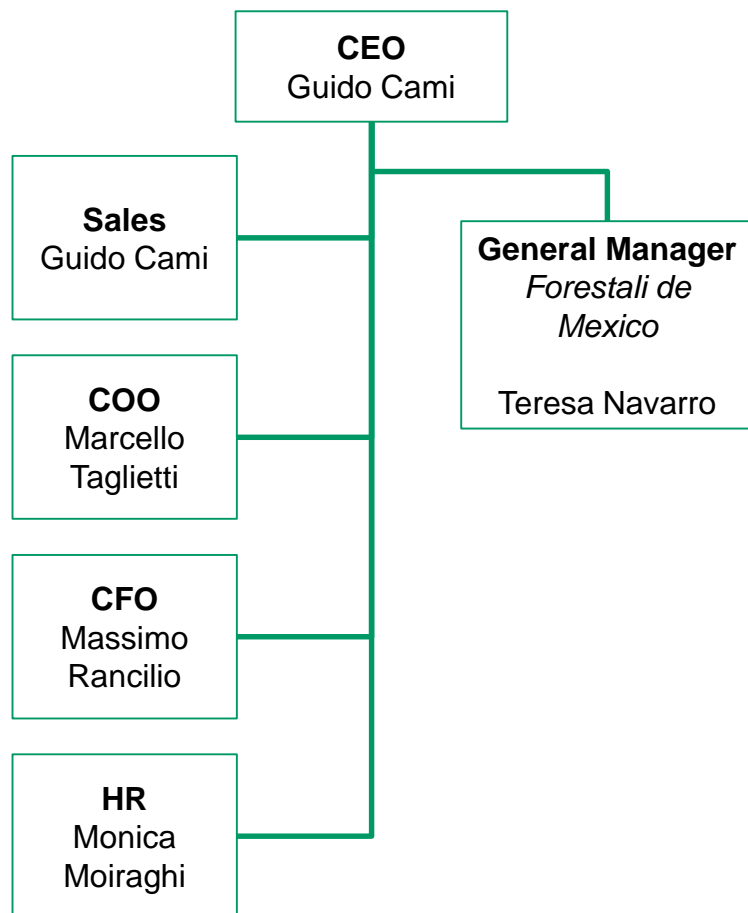 CEO
Guido Cami
Sales
Guido Cami
General Manager
Forestali de
Mexico
Teresa Navarro
COO
Marcello
Taglietti
CFO
Massimo
Rancilio
HR
Monica
Moiraghi